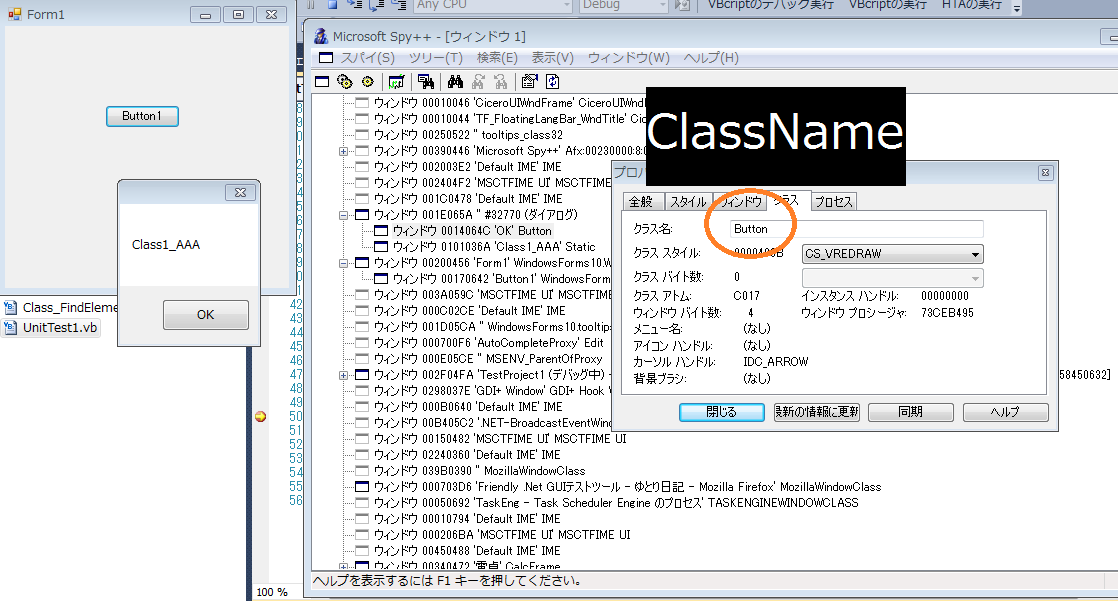 Form1
Button1
Class1_AAA
OK
Class_FindEleme
UnitTest1.vb
Any CPU
Debug
VBcriptのデバック実行
VBcriptの実行
HTAの実行
Microsoft Spy++ - [ウィンドウ 1]
スパイ(S) ツリー(T) 検索(E) 表示(V) ウィンドウ(W) ヘルプ(H)
ウィンドウ 00010046 'CiceroUIWndFrame' CiceroUIWndF
ウィンドウ 00010044 'TF_FloatingLangBar_WndTitle' Cic
ウィンドウ 00250522 '' tooltips_class32
ウィンドウ 00390446 'Microsoft Spy++' Afx:00230000:8:0
ウィンドウ 002003E2 'Default IME' IME
ウィンドウ 002404F2 'MSCTFIME UI' MSCTFIME
ウィンドウ 001C0478 'Default IME' IME
ウィンドウ 001E065A '' #32770 (ダイアログ)
ウィンドウ 0014064C 'OK' Button
ウィンドウ 0101036A 'Class1_AAA' Static
ウィンドウ 00200456 'Form1' WindowsForms10.W
ウィンドウ 00170642 'Button1' WindowsForm
ウィンドウ 003A059C 'MSCTFIME UI' MSCTFIME
ウィンドウ 000C02CE 'Default IME' IME
ウィンドウ 001D05CA '' WindowsForms10.tooltip
ウィンドウ 000700F6 'AutoCompleteProxy' Edit
ウィンドウ 000E05CE '' MSENV_ParentOfProxy
ウィンドウ 002F04FA 'TestProject1 (デバッグ中) -
58450632]
ウィンドウ 0298037E 'GDI+ Window' GDI+ Hook W
ウィンドウ 000B0640 'Default IME' IME
ウィンドウ 00B405C2 '.NET-BroadcastEventWind
ウィンドウ 00150482 'MSCTFIME UI' MSCTFIME UI
ウィンドウ 02240360 'Default IME' IME
ウィンドウ 039B0390 '' MozillaWindowClass
ウィンドウ 000703D6 'Friendly .Net GUIテストツール - ゆとり日記 - Mozilla Firefox' MozillaWindowClass
ウィンドウ 00050692 'TaskEng - Task Scheduler Engine のプロセス' TASKENGINEWINDOWCLASS
ウィンドウ 00010794 'Default IME' IME
ウィンドウ 000206BA 'MSCTFIME UI' MSCTFIME UI
ウィンドウ 00450488 'Default IME' IME
ウィンドウ 00340472 '電卓' CalcFrame
ヘルプを表示するには F1 キーを押してください。
42
43
44
45
46
47
48
49
50
51
52
53
54
55
56
100 %
ClassName
プロパ
全般 スタイル ウィンドウ クラス プロセス
クラス名: Button
クラス スタイル: CS_VREDRAW
クラス バイト数: 0
クラス アトム: C017 インスタンス ハンドル: 00000000
ウィンドウ バイト数: 4 ウィンドウ プロシージャ: 73CEB495
メニュー名: (なし)
アイコン ハンドル: (なし)
カーソル ハンドル: IDC_ARROW
背景ブラシ: (なし)
閉じる 最新の情報に更新 同期 ヘルプ